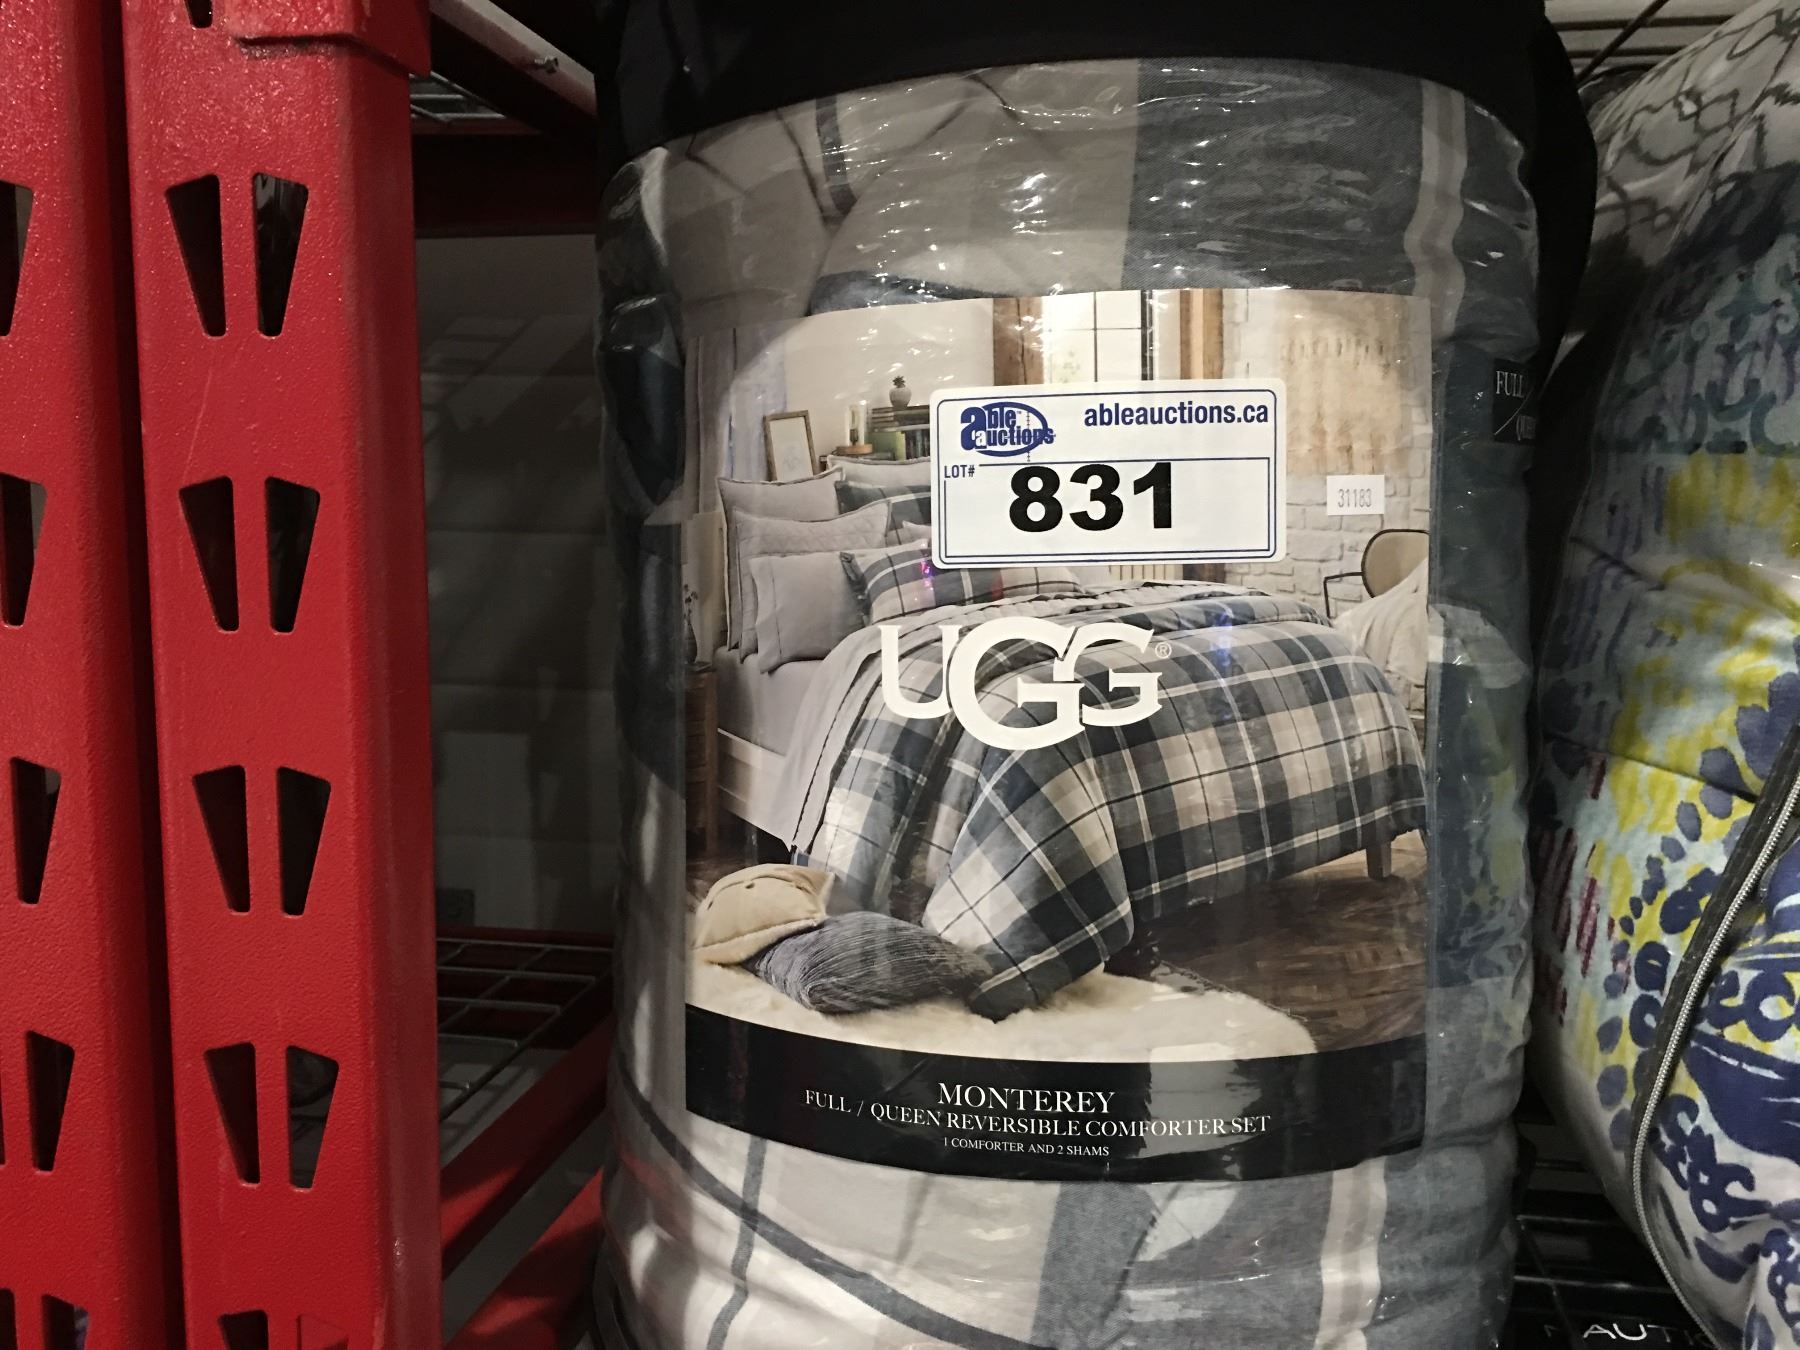 FULL
able
auctions
ableauctions.ca
LOT#
831
31183
UGG®
MONTEREY
FULL / QUEEN REVERSIBLE COMFORTER SET
1 COMFORTER AND 2 SHAMS